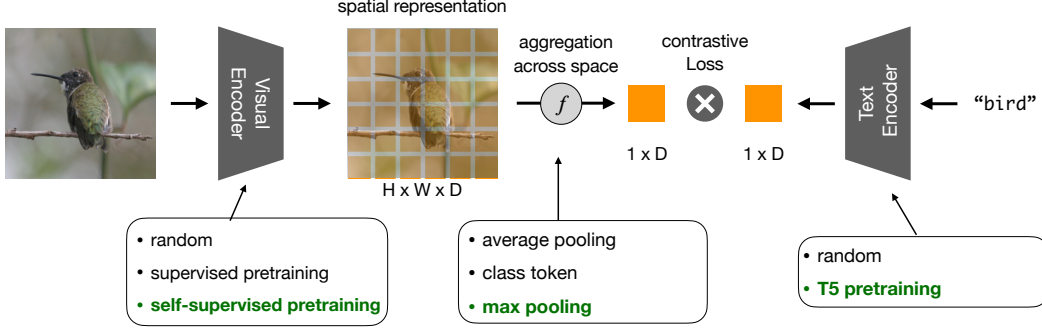 spatial representation
aggregation
across space
contrastive
Loss
Visual
Encoder
f
Text
Encoder
"bird"
H x W x D
1 x D
1 x D
• random
• supervised pretraining
• self-supervised pretraining
• average pooling
• class token
• max pooling
• random
• T5 pretraining